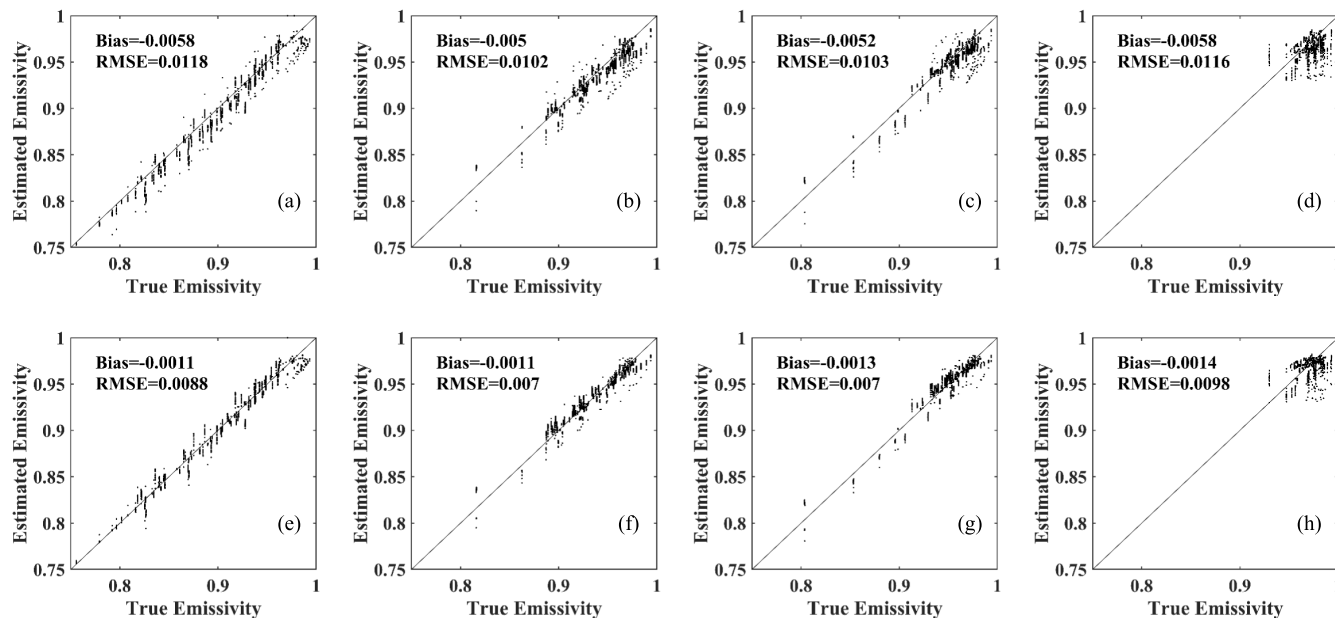 Estimated Emissivity
1
0.95
0.9
0.85
0.8
0.75
Bias=-0.0058
RMSE=0.0118
(a)
0.8
0.9
1
True Emissivity
Estimated Emissivity
1
0.95
0.9
0.85
0.8
0.75
Bias=-0.005
RMSE=0.0102
(b)
0.8
0.9
1
True Emissivity
Estimated Emissivity
1
0.95
0.9
0.85
0.8
0.75
Bias=-0.0052
RMSE=0.0103
(c)
0.8
0.9
1
True Emissivity
Estimated Emissivity
1
0.95
0.9
0.85
0.8
0.75
Bias=-0.0058
RMSE=0.0116
(d)
0.8
0.9
True Emissivity
Estimated Emissivity
1
0.95
0.9
0.85
0.8
0.75
Bias=-0.0011
RMSE=0.0088
(e)
0.8
0.9
1
True Emissivity
Estimated Emissivity
1
0.95
0.9
0.85
0.8
0.75
Bias=-0.0011
RMSE=0.007
(f)
0.8
0.9
1
True Emissivity
Estimated Emissivity
1
0.95
0.9
0.85
0.8
0.75
Bias=-0.0013
RMSE=0.007
(g)
0.8
0.9
1
True Emissivity
Estimated Emissivity
1
0.95
0.9
0.85
0.8
0.75
Bias=-0.0014
RMSE=0.0098
(h)
0.8
0.9
True Emissivity